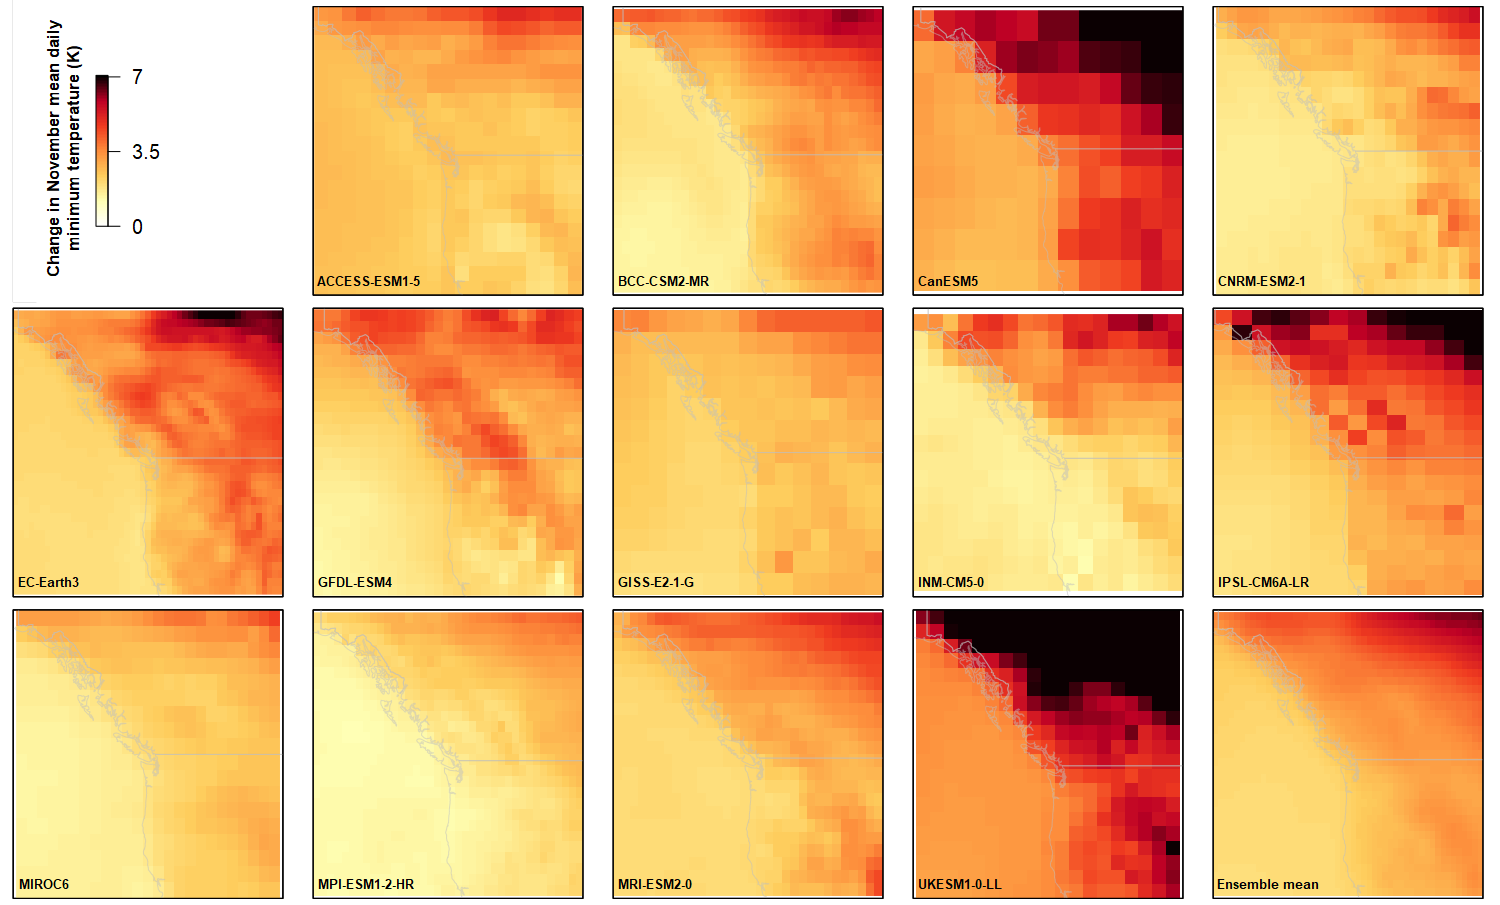 Change in November mean daily
minimum temperature (K)
7
3.5
0
ACCESS-ESM1-5
BCC-CSM2-MR
CanESM5
CNRM-ESM2-1
EC-Earth3
GFDL-ESM4
GISS-E2-1-G
INM-CM5-0
IPSL-CM6A-LR
MIROC6
MPI-ESM1-2-HR
MRI-ESM2-0
UKESM1-0-LL
Ensemble mean